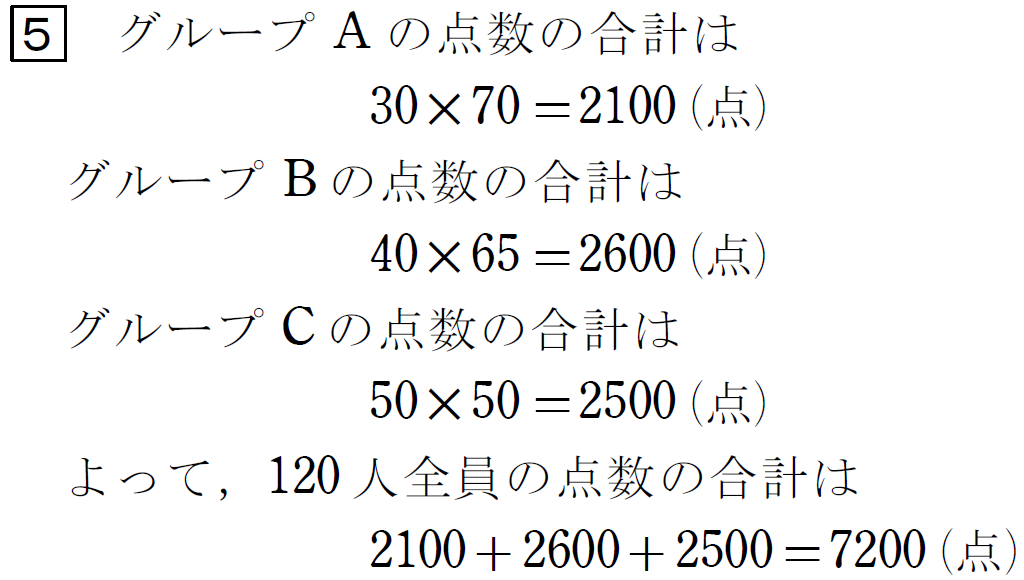 5 グループ A の点数の合計は
30×70＝2100 (点)
グループ B の点数の合計は
40×65＝2600 (点)
グループ C の点数の合計は
50×50＝2500 (点)
よって，120 人全員の点数の合計は
2100＋2600＋2500＝7200 (点)